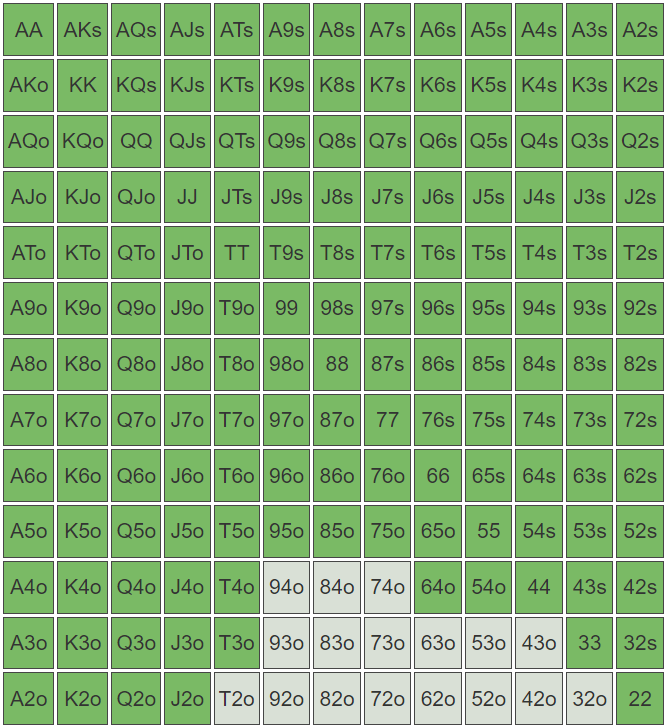 AA AKs AQs AJs ATs A9s A8s A7s A6s A5s A4s A3s A2s
AKo KK KQs KJs KTs K9s K8s K7s K6s K5s K4s K3s K2s
AQo KQo QQ QJs QTs Q9s Q8s Q7s Q6s Q5s Q4s Q3s Q2s
AJo KJo QJo JJ JTs J9s J8s J7s J6s J5s J4s J3s J2s
ATo KTo QTo JTo TT T9s T8s T7s T6s T5s T4s T3s T2s
A9o K9o Q9o J9o T9o 99 98s 97s 96s 95s 94s 93s 92s
A8o K8o Q8o J8o T8o 98o 88 87s 86s 85s 84s 83s 82s
A7o K7o Q7o J7o T7o 97o 87o 77 76s 75s 74s 73s 72s
A6o K6o Q6o J6o T6o 96o 86o 76o 66 65s 64s 63s 62s
A5o K5o Q5o J5o T5o 95o 85o 75o 65o 55 54s 53s 52s
A4o K4o Q4o J4o T4o 94o 84o 74o 64o 54o 44 43s 42s
A3o K3o Q3o J3o T3o 93o 83o 73o 63o 53o 43o 33 32s
A2o K2o Q2o J2o T2o 92o 82o 72o 62o 52o 42o 32o 22